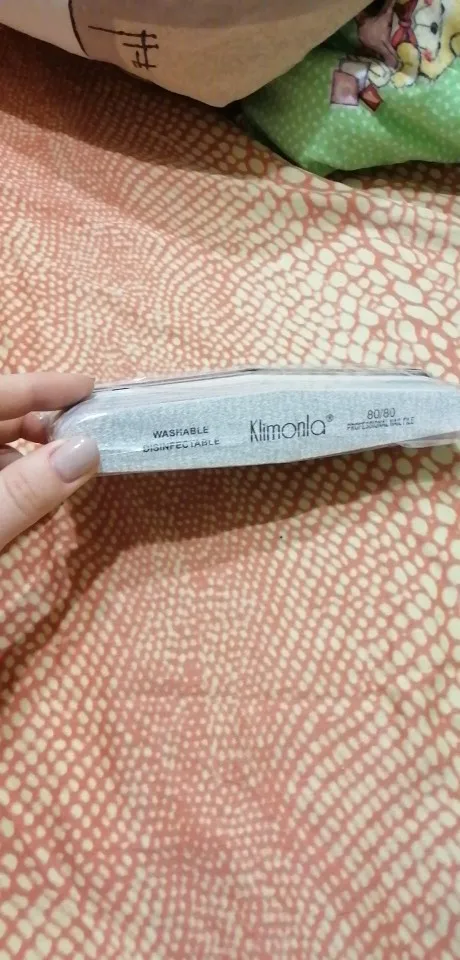 WASHABLE
DISINFECTABLE
Klimonla®
80/80
PROFESSIONAL NAIL FILE